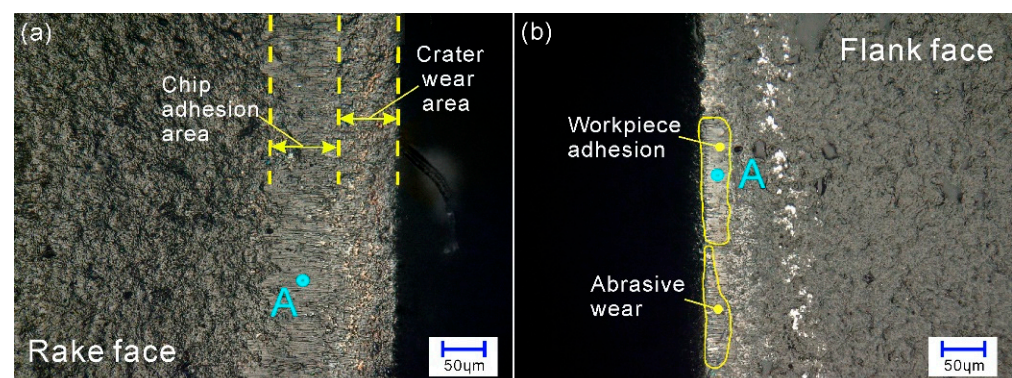 (a)
Chip
adhesion
area
Crater
wear
area
A
Rake face
50μm
(b)
Flank face
Workpiece
adhesion
A
Abrasive
wear
50μm